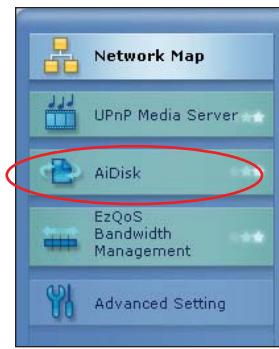 Network Map
UPnP Media Server
AiDisk
EzQoS
Bandwidth
Management
Advanced Setting